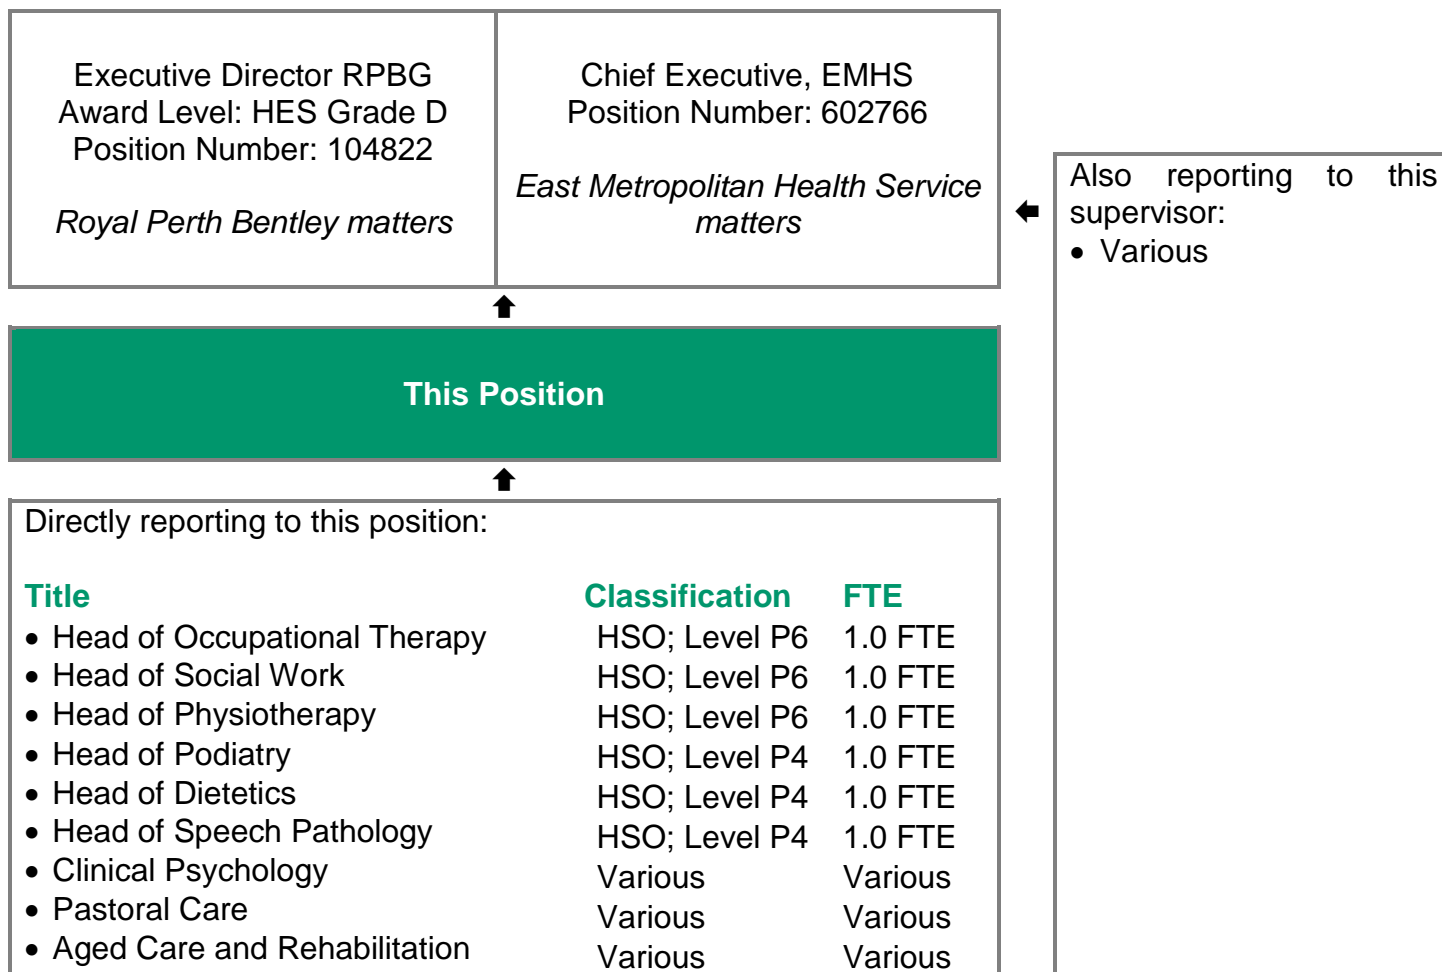 Executive Director RPBG
Award Level: HES Grade D
Position Number: 104822
Royal Perth Bentley matters
Chief Executive, EMHS
Position Number: 602766
East Metropolitan Health Service
matters
Also reporting to this
supervisor:
• Various
This Position
Directly reporting to this position:
Title Classification FTE
• Head of Occupational Therapy HSO; Level P6 1.0 FTE
• Head of Social Work HSO; Level P6 1.0 FTE
• Head of Physiotherapy HSO; Level P6 1.0 FTE
• Head of Podiatry HSO; Level P4 1.0 FTE
• Head of Dietetics HSO; Level P4 1.0 FTE
• Head of Speech Pathology HSO; Level P4 1.0 FTE
• Clinical Psychology Various Various
• Pastoral Care Various Various
• Aged Care and Rehabilitation Various Various